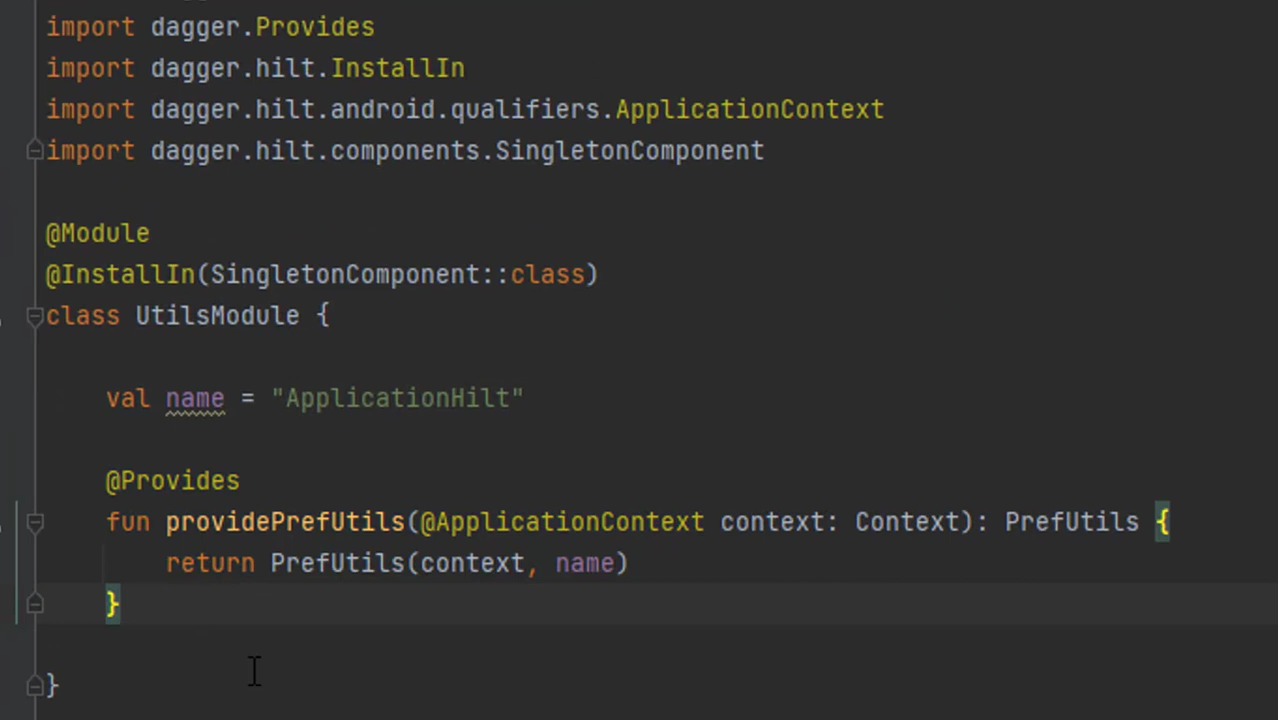 import dagger.Provides
import dagger.hilt.InstallIn
import dagger.hilt.android.qualifiers.ApplicationContext
import dagger.hilt.components.SingletonComponent
@Module
@InstallIn(SingletonComponent::class)
class UtilsModule {
val name = "ApplicationHilt"
@Provides
fun providePrefUtils(@ApplicationContext context: Context): PrefUtils {
return PrefUtils(context, name)
}
}